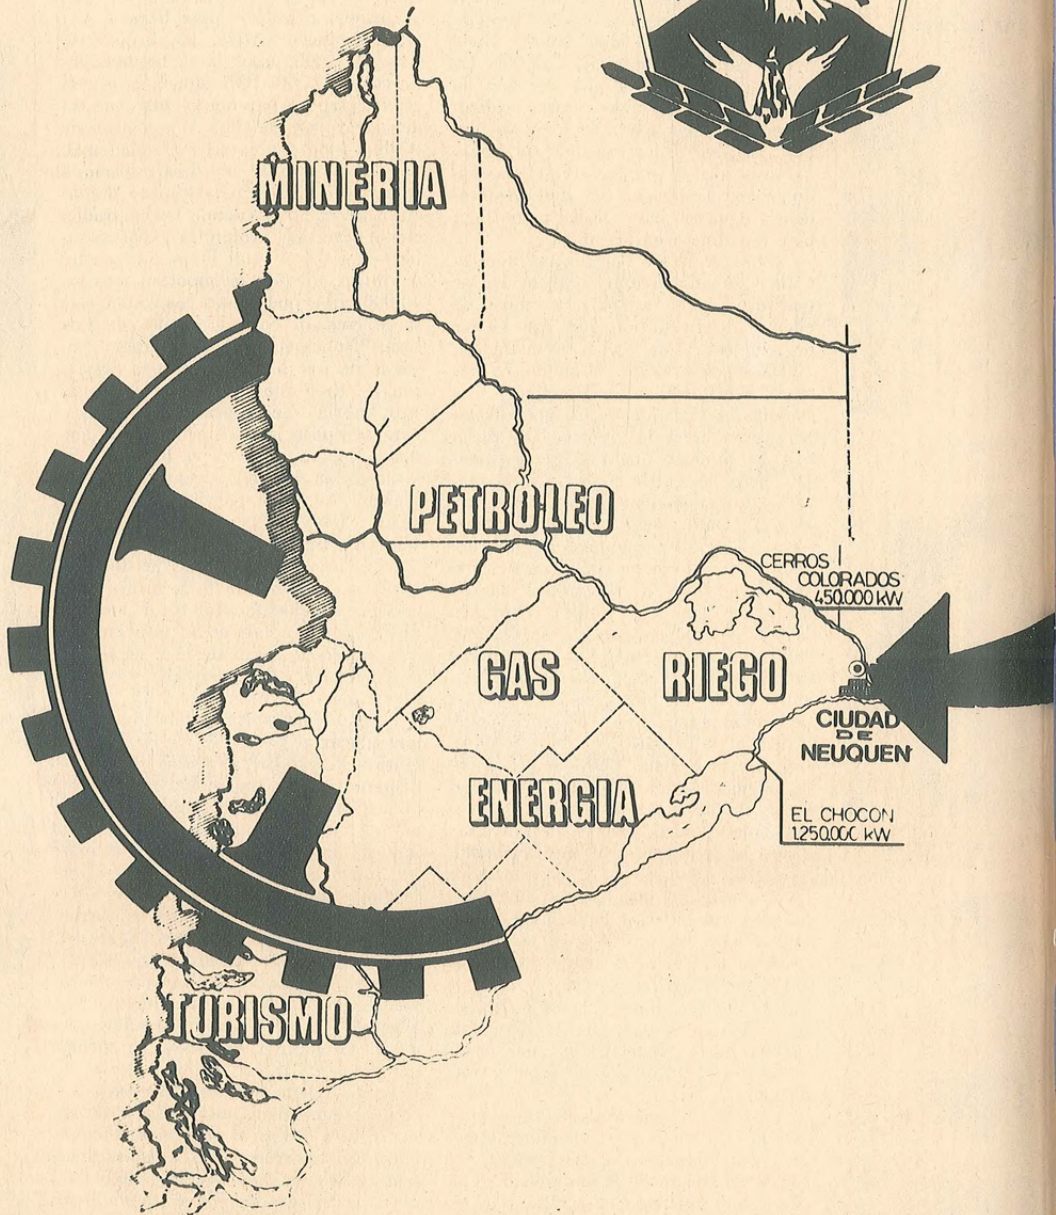 MINERIA
PETROLEO
CERROS
COLORADOS
450.000 KW
GAS
RIEGO
CIUDAD
DE
NEUQUEN
ENERGIA
EL CHOCON
1.250.000 KW
TURISMO